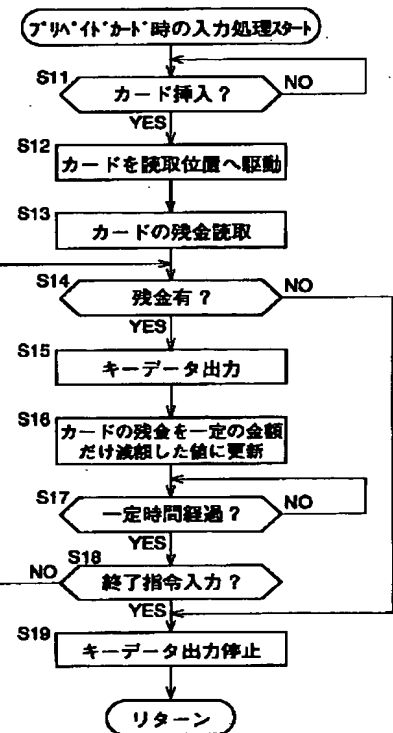 プリペイドカード時の入力処理スタート
S11
カード挿入？
NO
YES
S12
カードを読取位置へ駆動
S13
カードの残金読取
S14
残金有？
NO
YES
S15
キーデータ出力
S16
カードの残金を一定の金額
だけ減額した値に更新
S17
一定時間経過？
NO
YES
S18
NO
終了指令入力？
YES
S19
キーデータ出力停止
リターン